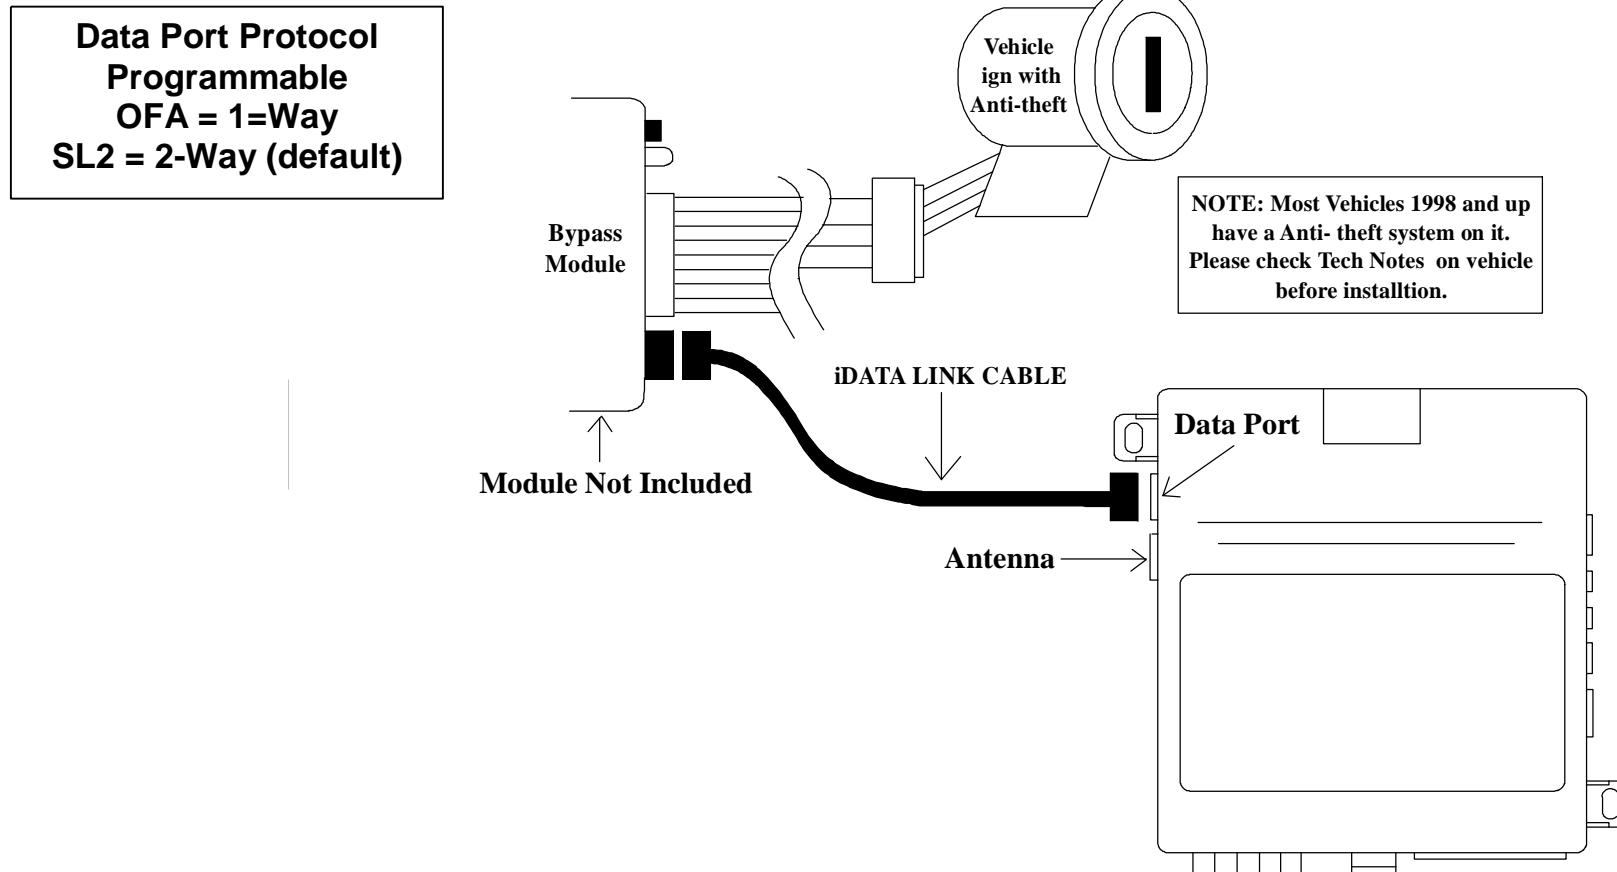 Data Port Protocol
Programmable
OFA = 1=Way
SL2 = 2-Way (default)
Vehicle
ign with
Anti-theft
Bypass
Module
NOTE: Most Vehicles 1998 and up
have a Anti- theft system on it.
Please check Tech Notes on vehicle
before installtion.
iDATA LINK CABLE
Data Port
Module Not Included
Antenna